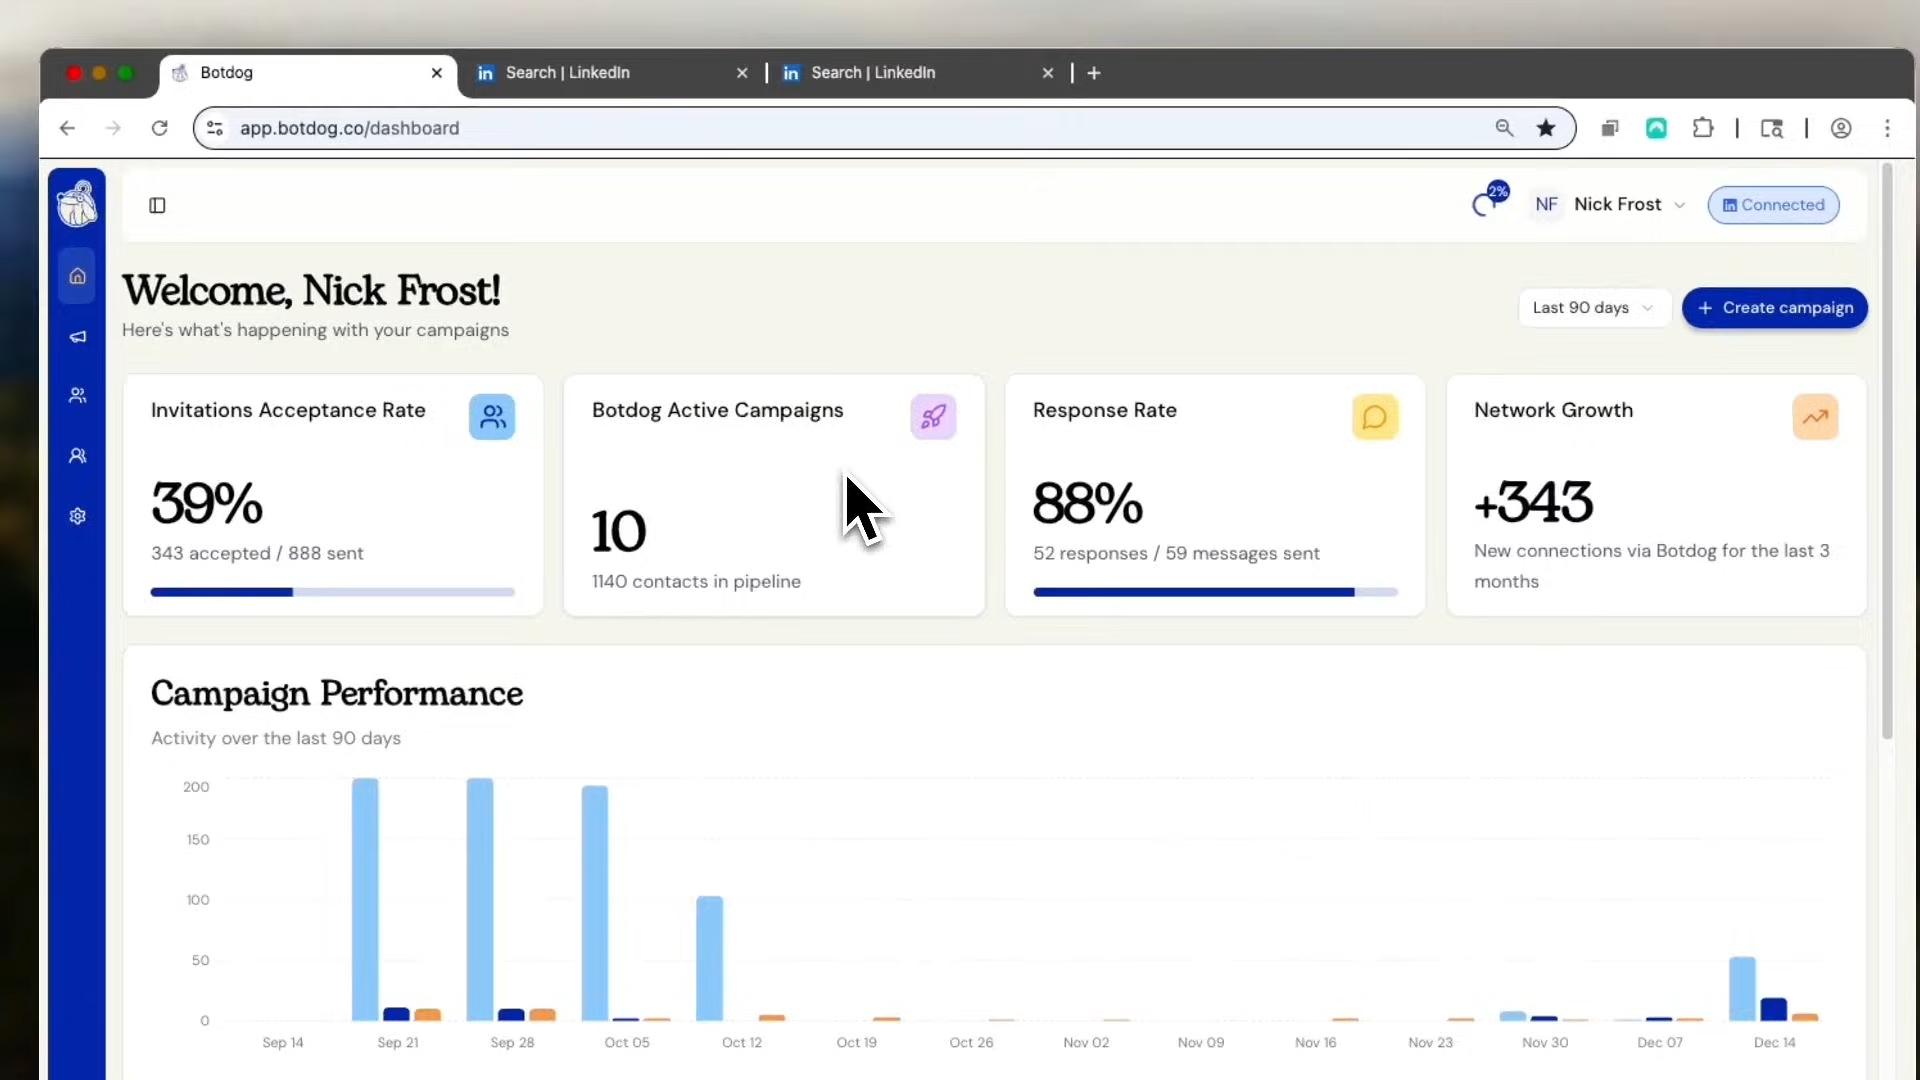 Botdog
Search | LinkedIn
Search | LinkedIn
app.botdog.co/dashboard
2%
NF Nick Frost
Connected
Welcome, Nick Frost!
Here's what's happening with your campaigns
Last 90 days
+ Create campaign
Invitations Acceptance Rate
39%
343 accepted / 888 sent
Botdog Active Campaigns
10
1140 contacts in pipeline
Response Rate
88%
52 responses / 59 messages sent
Network Growth
+343
New connections via Botdog for the last 3
months
Campaign Performance
Activity over the last 90 days
200
150
100
50
0
Sep 14 Sep 21 Sep 28 Oct 05 Oct 12 Oct 19 Oct 26 Nov 02 Nov 09 Nov 16 Nov 23 Nov 30 Dec 07 Dec 14